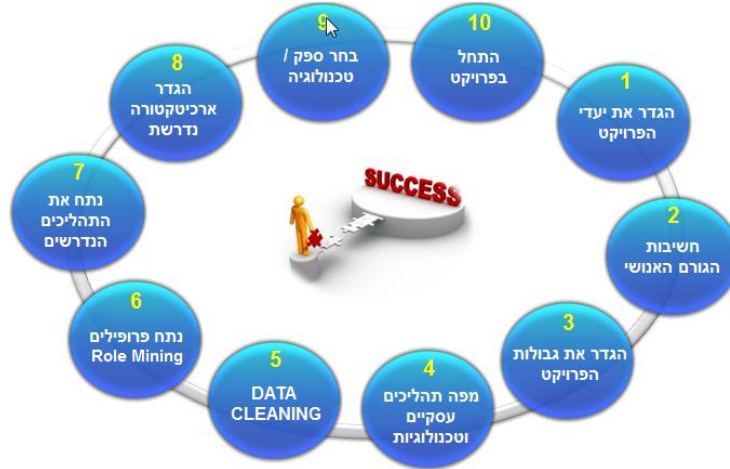 1
הגדר את יעדי
הפרויקט
2
חשיבות
הגורם האנושי
3
הגדר את גבולות
הפרויקט
4
מפה תהליכים
עסקיים
וטכנולוגיות
5
DATA
CLEANING
6
נתח פרופילים
Role Mining
7
נתח את
התהליכים
הנדרשים
8
הגדר
ארכיטקטורה
נדרשת
9
בחר ספק /
טכנולוגיה
10
התחל
בפרויקט
SUCCESS